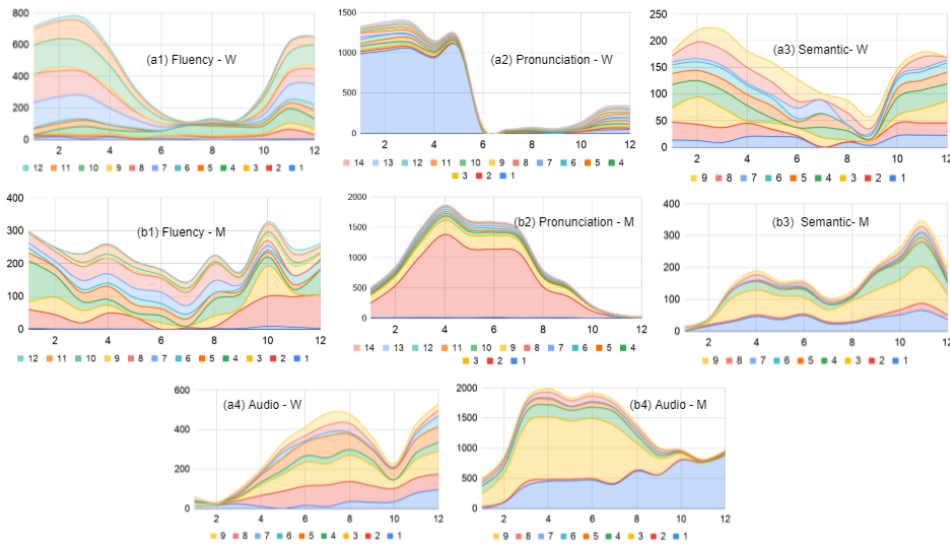 (a1) Fluency - W
800
600
400
200
0
2 4 6 8 10 12
12 11 10 9 8 7 6 5 4 3 2 1
(a2) Pronunciation - W
1500
1000
500
0
2 4 6 8 10 12
14 13 12 11 10 9 8 7 6 5 4
3 2 1
(a3) Semantic- W
250
200
150
100
50
0
2 4 6 8 10 12
9 8 7 6 5 4 3 2 1
(b1) Fluency - M
400
300
200
100
0
2 4 6 8 10 12
12 11 10 9 8 7 6 5 4 3 2 1
(b2) Pronunciation - M
2000
1500
1000
500
0
2 4 6 8 10 12
14 13 12 11 10 9 8 7 6 5 4
3 2 1
(b3) Semantic- M
400
300
200
100
0
2 4 6 8 10 12
9 8 7 6 5 4 3 2 1
(a4) Audio - W
600
400
200
0
2 4 6 8 10 12
9 8 7 6 5 4 3 2 1
(b4) Audio - M
2000
1500
1000
500
0
2 4 6 8 10 12
9 8 7 6 5 4 3 2 1